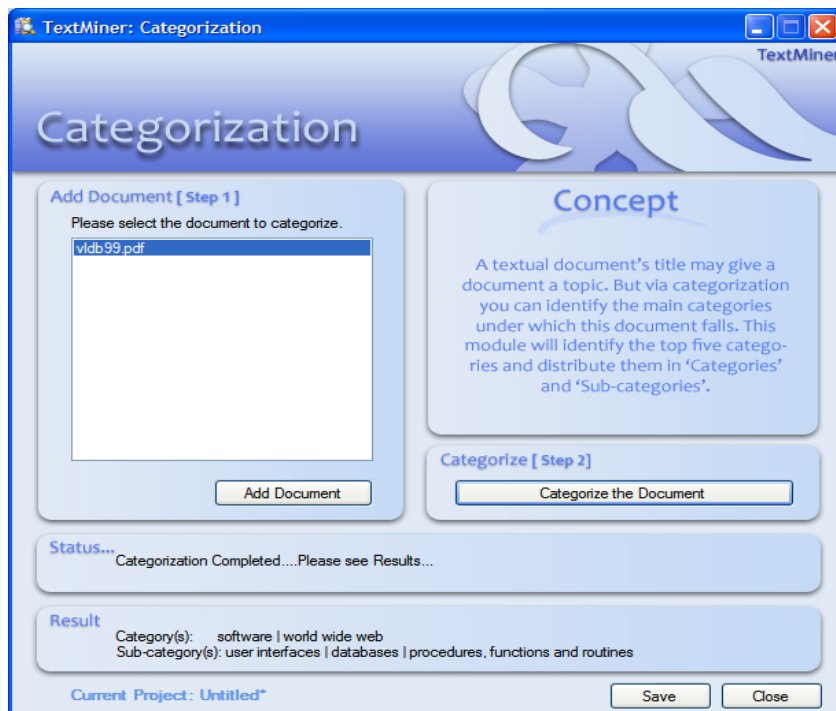 TextMiner: Categorization
TextMiner
Categorization
Add Document [ Step 1 ]
Please select the document to categorize.
vldb99.pdf
Add Document
Concept
A textual document's title may give a
document a topic. But via categorization
you can identify the main categories
under which this document falls. This
module will identify the top five catego-
ries and distribute them in 'Categories'
and 'Sub-categories'.
Categorize [ Step 2]
Categorize the Document
Status...
Categorization Completed....Please see Results...
Result
Category(s): software | world wide web
Sub-category(s): user interfaces | databases | procedures, functions and routines
Current Project: Untitled*
Save
Close